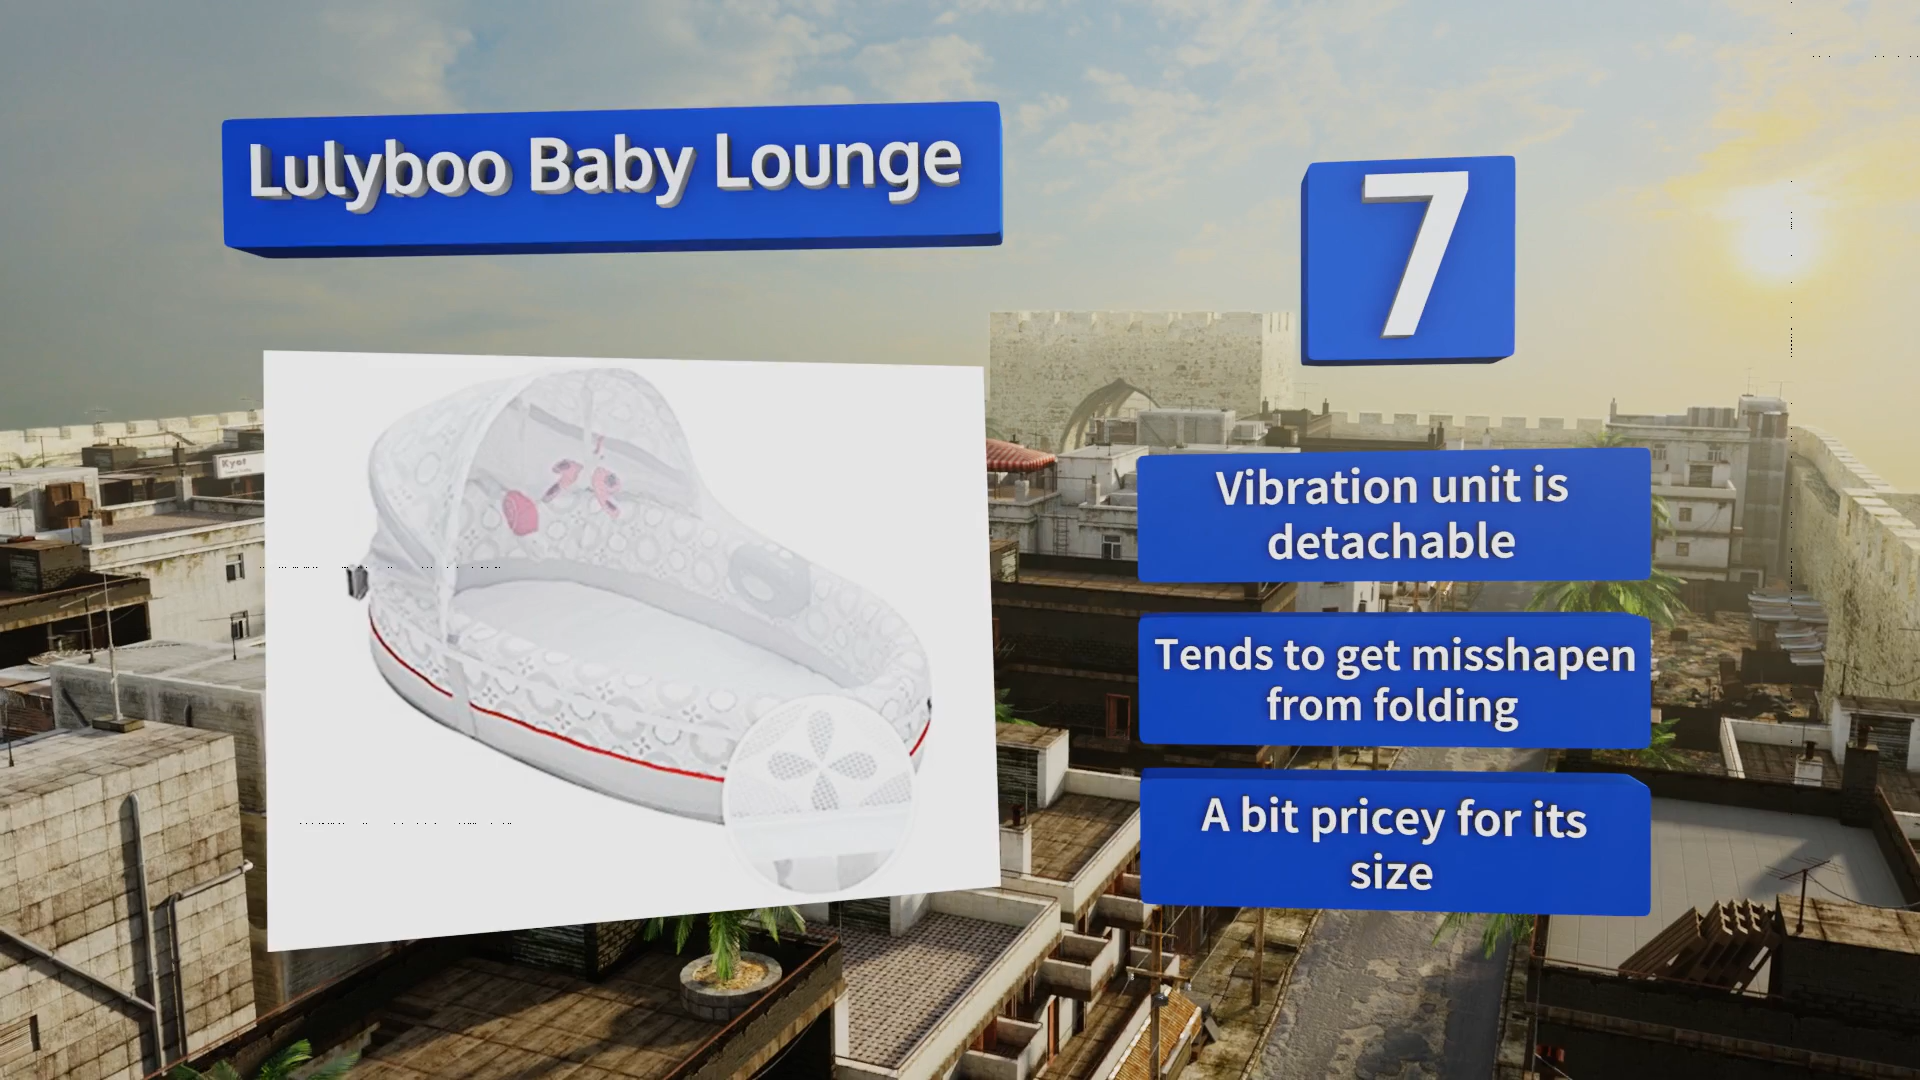 Lulyboo Baby Lounge
7
Vibration unit is
detachable
Tends to get misshapen
from folding
A bit pricey for its
size
Kyot